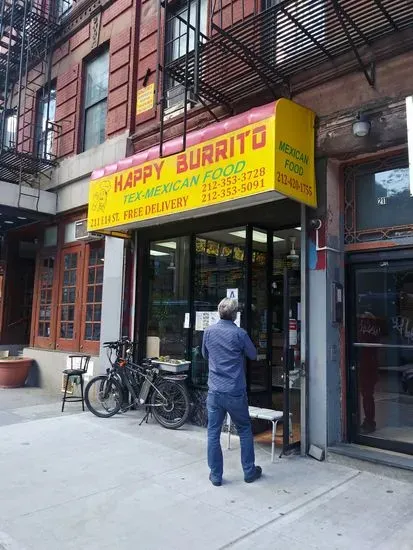 HAPPY BURRITO
TEX-MEXICAN FOOD
211 E.14 ST. FREE DELIVERY
212-353-3728
212-353-5091
MEXICAN
FOOD
212-420-1755
A